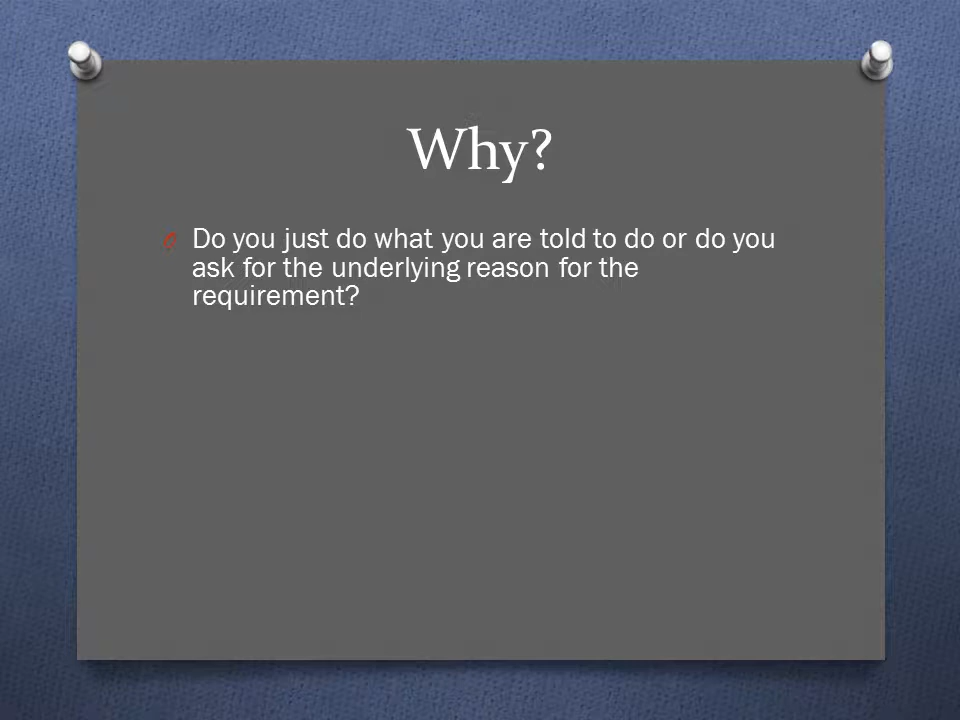 Why?
Do you just do what you are told to do or do you
ask for the underlying reason for the
requirement?